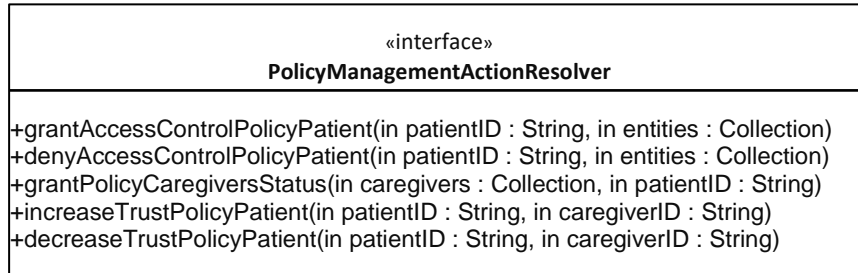 «interface»
PolicyManagementActionResolver
+grantAccessControlPolicyPatient(in patientID : String, in entities : Collection)
+denyAccessControlPolicyPatient(in patientID : String, in entities : Collection)
+grantPolicyCaregiversStatus(in caregivers : Collection, in patientID : String)
+increaseTrustPolicyPatient(in patientID : String, in caregiverID : String)
+decreaseTrustPolicyPatient(in patientID : String, in caregiverID : String)